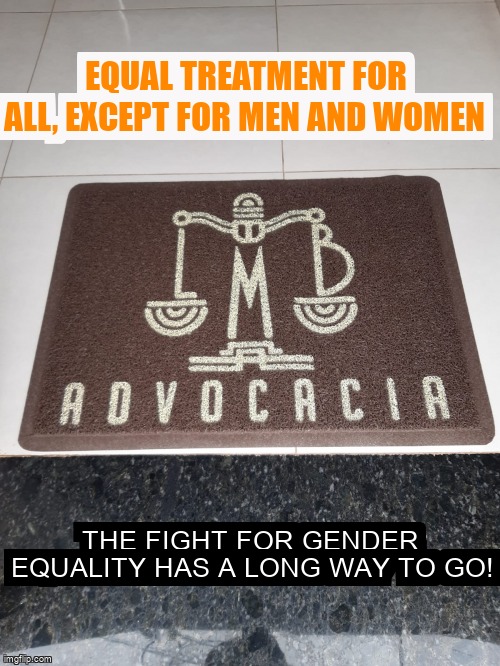 EQUAL TREATMENT FOR
ALL, EXCEPT FOR MEN AND WOMEN
L M B
ADVOCACIA
THE FIGHT FOR GENDER
EQUALITY HAS A LONG WAY TO GO!
imgflip.com